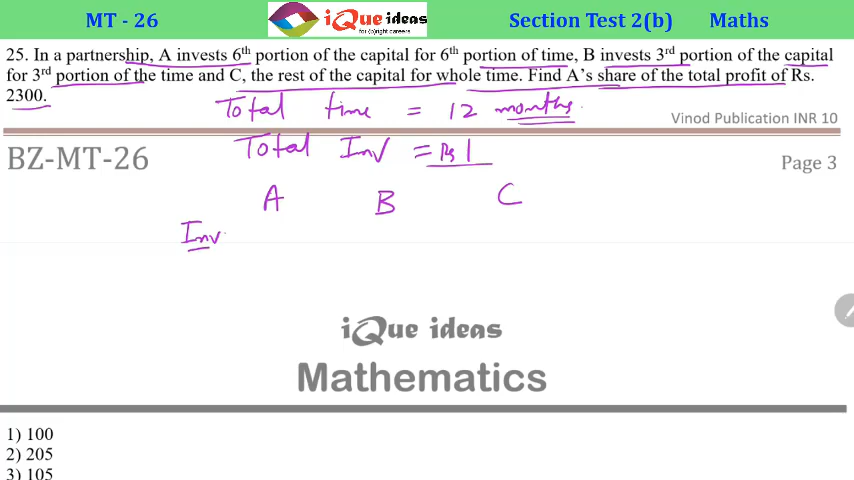 MT - 26
iQue ideas
for (b)right careers
Section Test 2(b) Maths
25. In a partnership, A invests 6th portion of the capital for 6th portion of time, B invests 3rd portion of the capital
for 3rd portion of the time and C, the rest of the capital for whole time. Find A's share of the total profit of Rs.
2300.
Total time = 12 months.
Vinod Publication INR 10
Total Inv = Rs 1
BZ-MT-26
Page 3
A B C
Inv
iQue ideas
Mathematics
1) 100
2) 205
3) 105